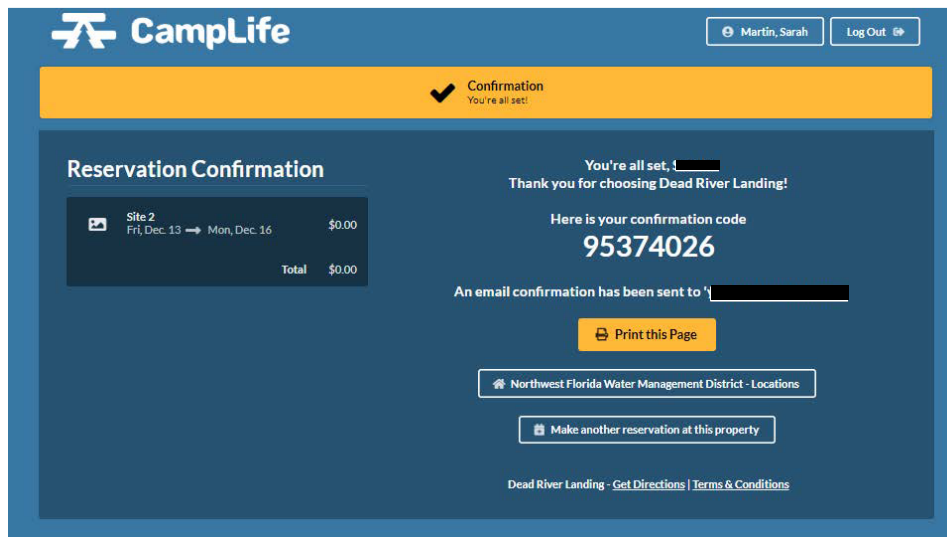 CampLife
Martin, Sarah
Log Out
Confirmation
You're all set!
Reservation Confirmation
Site 2
Fri, Dec. 13 → Mon, Dec. 16
$0.00
Total $0.00
You're all set,
Thank you for choosing Dead River Landing!
Here is your confirmation code
95374026
An email confirmation has been sent to '
Print this Page
Northwest Florida Water Management District - Locations
Make another reservation at this property
Dead River Landing - Get Directions | Terms & Conditions